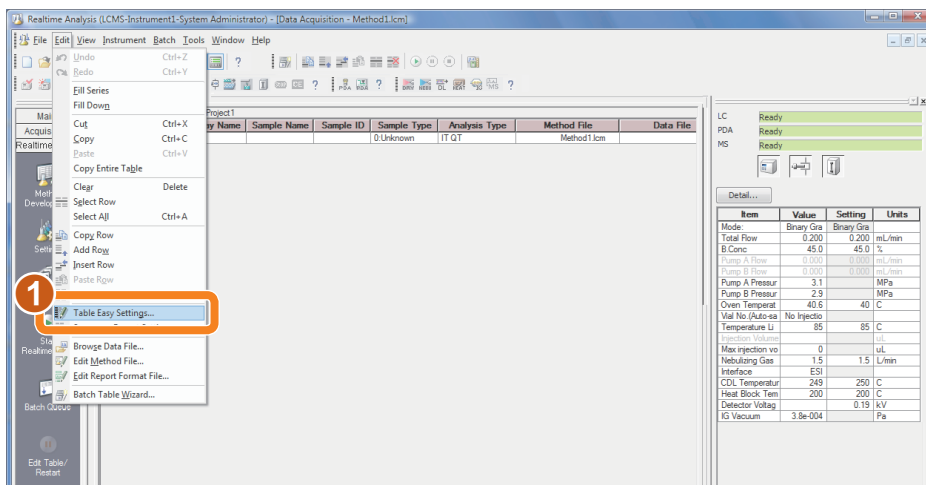 Realtime Analysis (LCMS-Instrument1-System Administrator) - [Data Acquisition - Method1.lcm]
File Edit View Instrument Batch Tools Window Help
Undo Ctrl+Z
Redo Ctrl+Y
Fill Series
Fill Down
Cut Ctrl+X
Copy Ctrl+C
Paste Ctrl+V
Copy Entire Table
Clear Delete
Select Row
Select All Ctrl+A
Copy Row
Add Row
Insert Row
Paste Row
1
Table Easy Settings...
Browse Data File...
Edit Method File...
Edit Report Format File...
Batch Table Wizard...
Mai
Acquis
Realtime
Meth
Develop
Setti
Sta
Realtime
Batch Queue
Edit Table/
Restart
Project1
ay Name Sample Name Sample ID Sample Type Analysis Type Method File Data File
0:Unknown IT QT Method1.lcm
LC Ready
PDA Ready
MS Ready
Detail...
Item Value Setting Units
Mode: Binary Gra Binary Gra
Total Flow 0.200 0.200 mL/min
B.Conc 45.0 45.0 %
Pump A Flow 0.000 0.000 mL/min
Pump B Flow 0.000 0.000 mL/min
Pump A Pressur 3.1 MPa
Pump B Pressur 2.9 MPa
Oven Temperat 40.6 40 C
Vial No.(Auto-sa No Injectio
Temperature Li 85 85 C
Injection Volume uL
Max injection vo 0 uL
Nebulizing Gas 1.5 1.5 L/min
Interface ESI
CDL Temperatur 249 250 C
Heat Block Tem 200 200 C
Detector Voltag 0.19 kV
IG Vacuum 3.8e-004 Pa